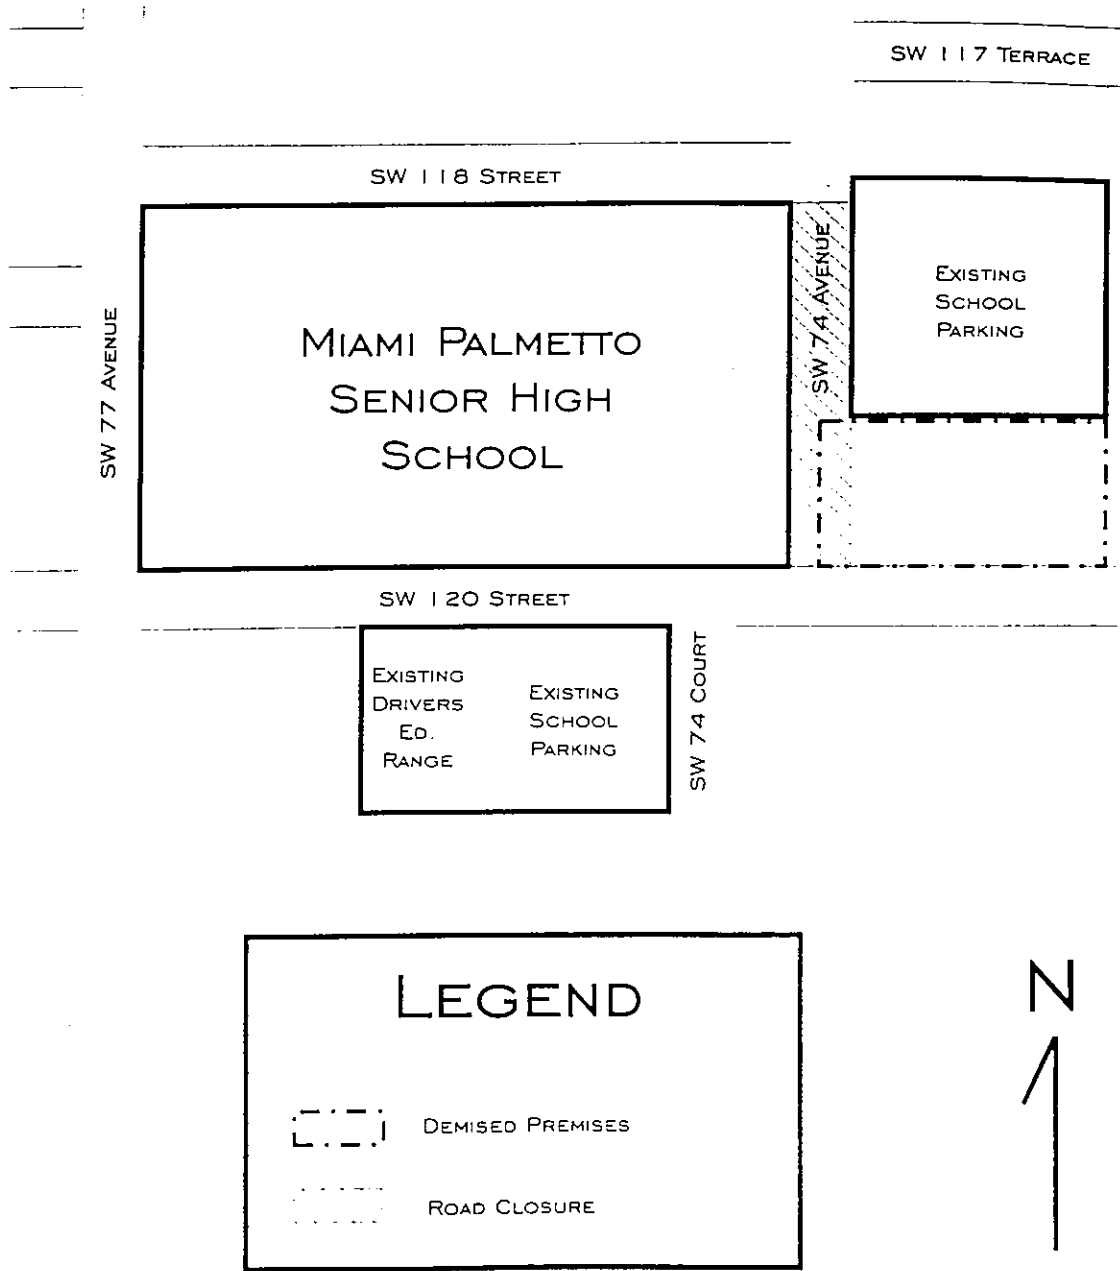 SW 117 TERRACE
SW 118 STREET
SW 77 AVENUE
MIAMI PALMETTO
SENIOR HIGH
SCHOOL
SW 74 AVENUE
EXISTING
SCHOOL
PARKING
SW 120 STREET
EXISTING
DRIVERS
ED.
RANGE
EXISTING
SCHOOL
PARKING
SW 74 COURT
LEGEND
DEMISED PREMISES
ROAD CLOSURE
N